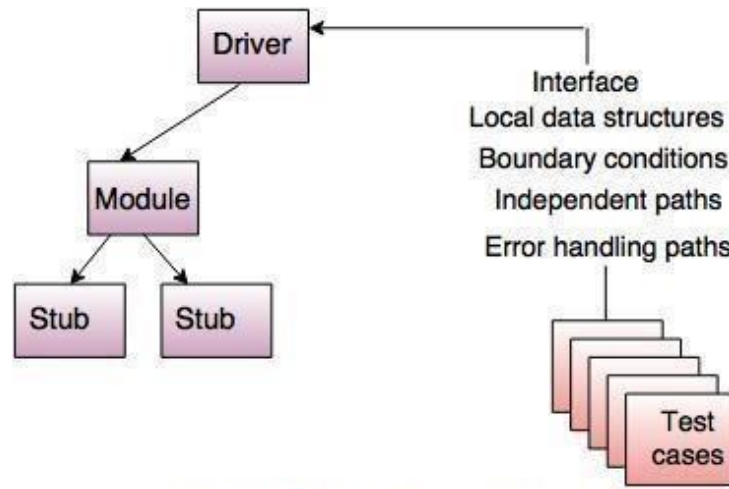 Driver
Interface
Local data structures
Boundary conditions
Module
Independent paths
Error handling paths
Stub
Stub
Test
cases